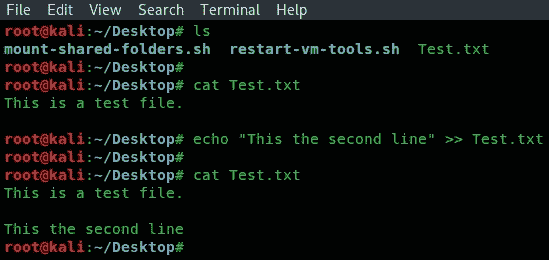 File Edit View Search Terminal Help
root@kali:~/Desktop# ls
mount-shared-folders.sh restart-vm-tools.sh Test.txt
root@kali:~/Desktop#
root@kali:~/Desktop# cat Test.txt
This is a test file.

root@kali:~/Desktop# echo "This the second line" >> Test.txt
root@kali:~/Desktop#
root@kali:~/Desktop# cat Test.txt
This is a test file.

This the second line
root@kali:~/Desktop#